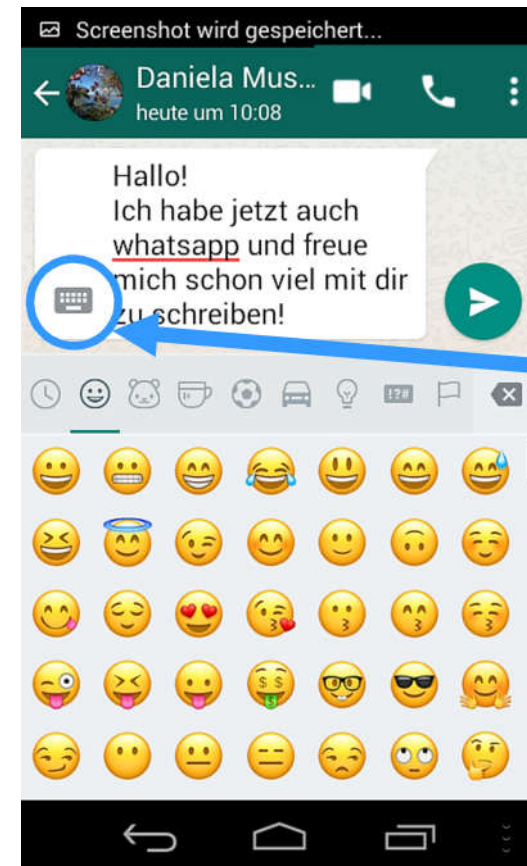 Screenshot wird gespeichert...
Daniela Mus...
heute um 10:08
Hallo!
Ich habe jetzt auch
whatsapp und freue
mich schon viel mit dir
zu schreiben!
!?#